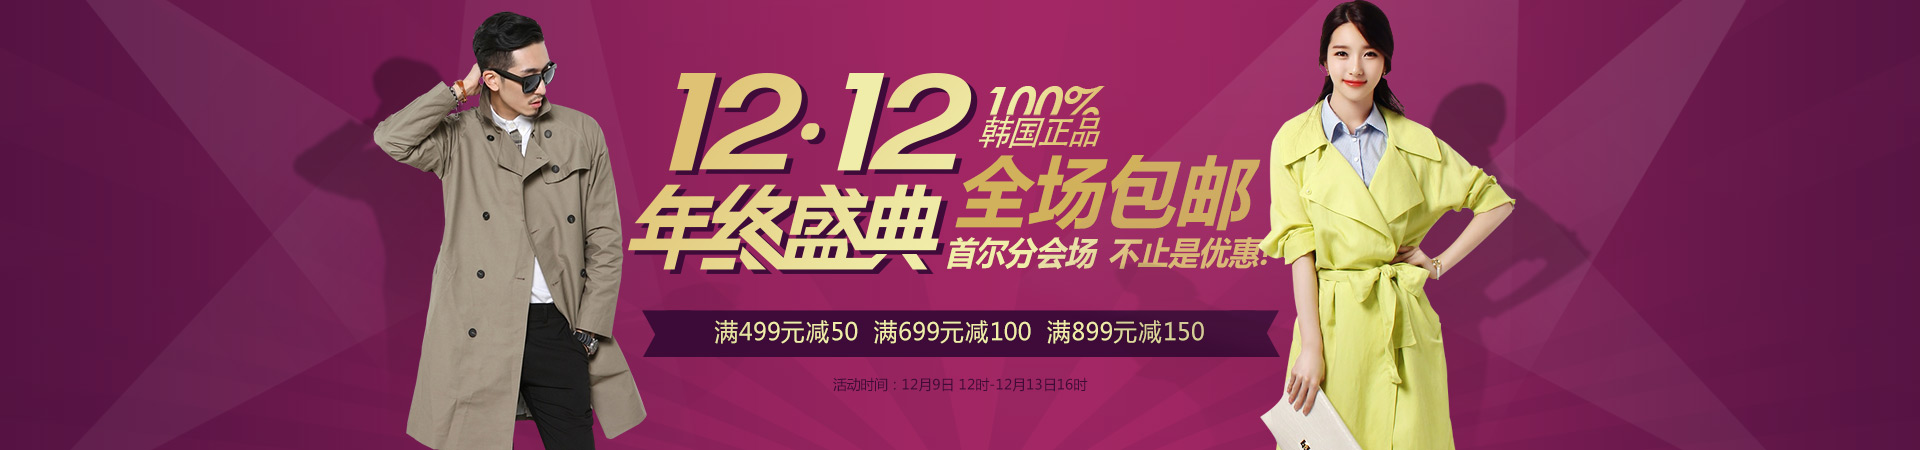 12·12
年终盛典
100%
韩国正品
全场包邮
首尔分会场 不止是优惠!
满499元减50 满699元减100 满899元减150
活动时间：12月9日 12时-12月13日16时